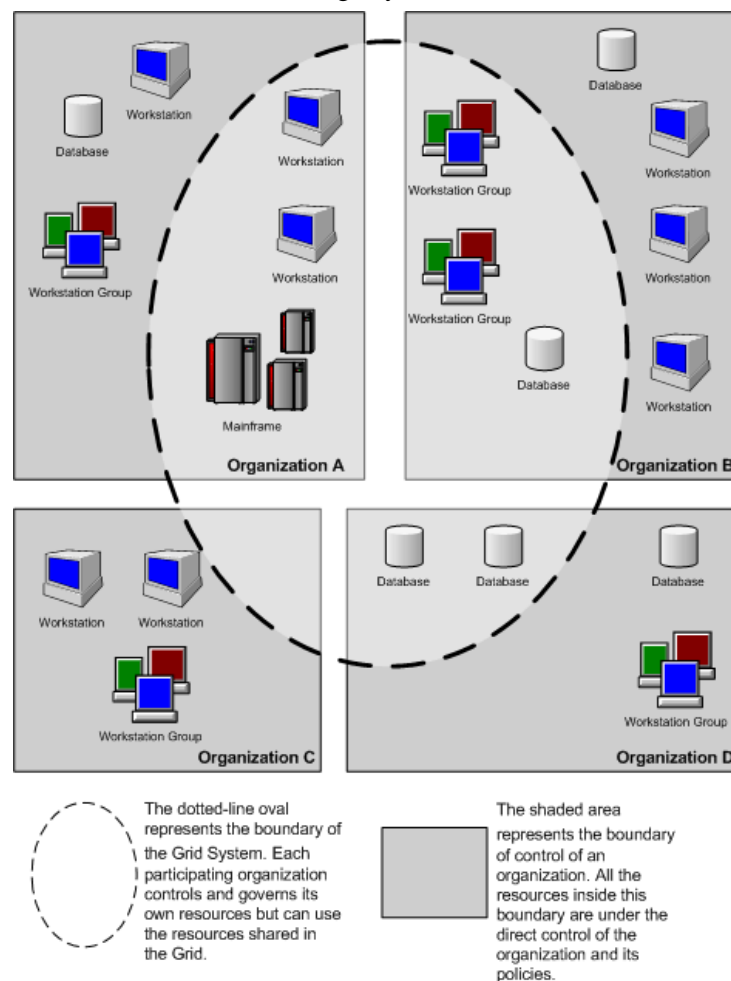 Workstation
Database
Workstation
Workstation Group
Workstation
Mainframe
Organization A
Database
Workstation Group
Workstation
Workstation Group
Workstation
Database
Workstation
Organization B
Workstation
Workstation
Workstation Group
Organization C
Database
Database
Database
Workstation Group
Organization D
The dotted-line oval
represents the boundary of
the Grid System. Each
participating organization
controls and governs its
own resources but can use
the resources shared in
the Grid.
The shaded area
represents the boundary
of control of an
organization. All the
resources inside this
boundary are under the
direct control of the
organization and its
policies.